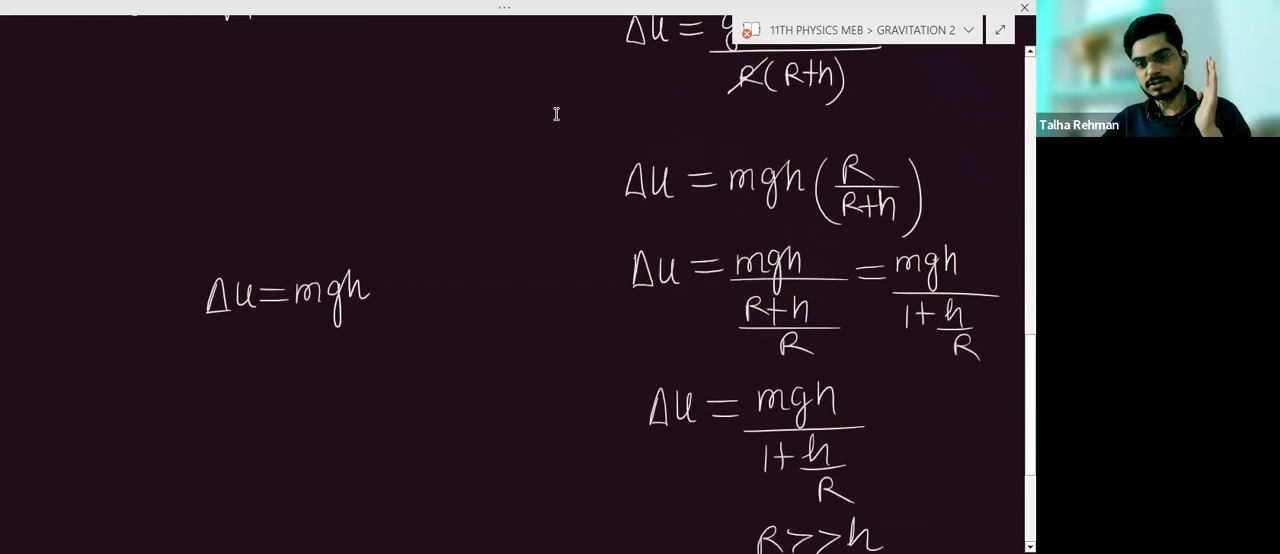 11TH PHYSICS MEB > GRAVITATION 2
Talha Rehman
Δu =
R(R+h)
Δu = mgh(R/(R+h))
Δu = mgh/((R+h)/R) = mgh/(1+h/R)
Δu=mgh
Δu = mgh/(1+h/R)
R>>h